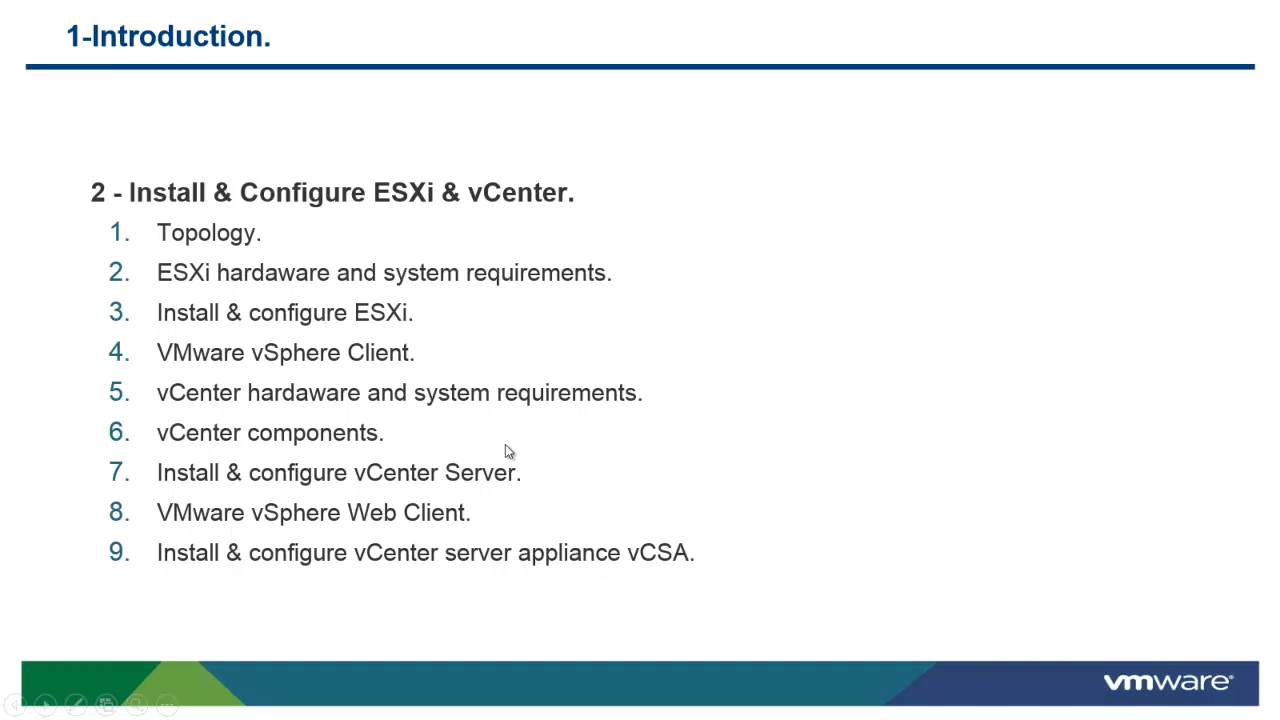 1-Introduction.
2 - Install & Configure ESXi & vCenter.
1. Topology.
2. ESXi hardaware and system requirements.
3. Install & configure ESXi.
4. VMware vSphere Client.
5. vCenter hardaware and system requirements.
6. vCenter components.
7. Install & configure vCenter Server.
8. VMware vSphere Web Client.
9. Install & configure vCenter server appliance vCSA.
vmware®